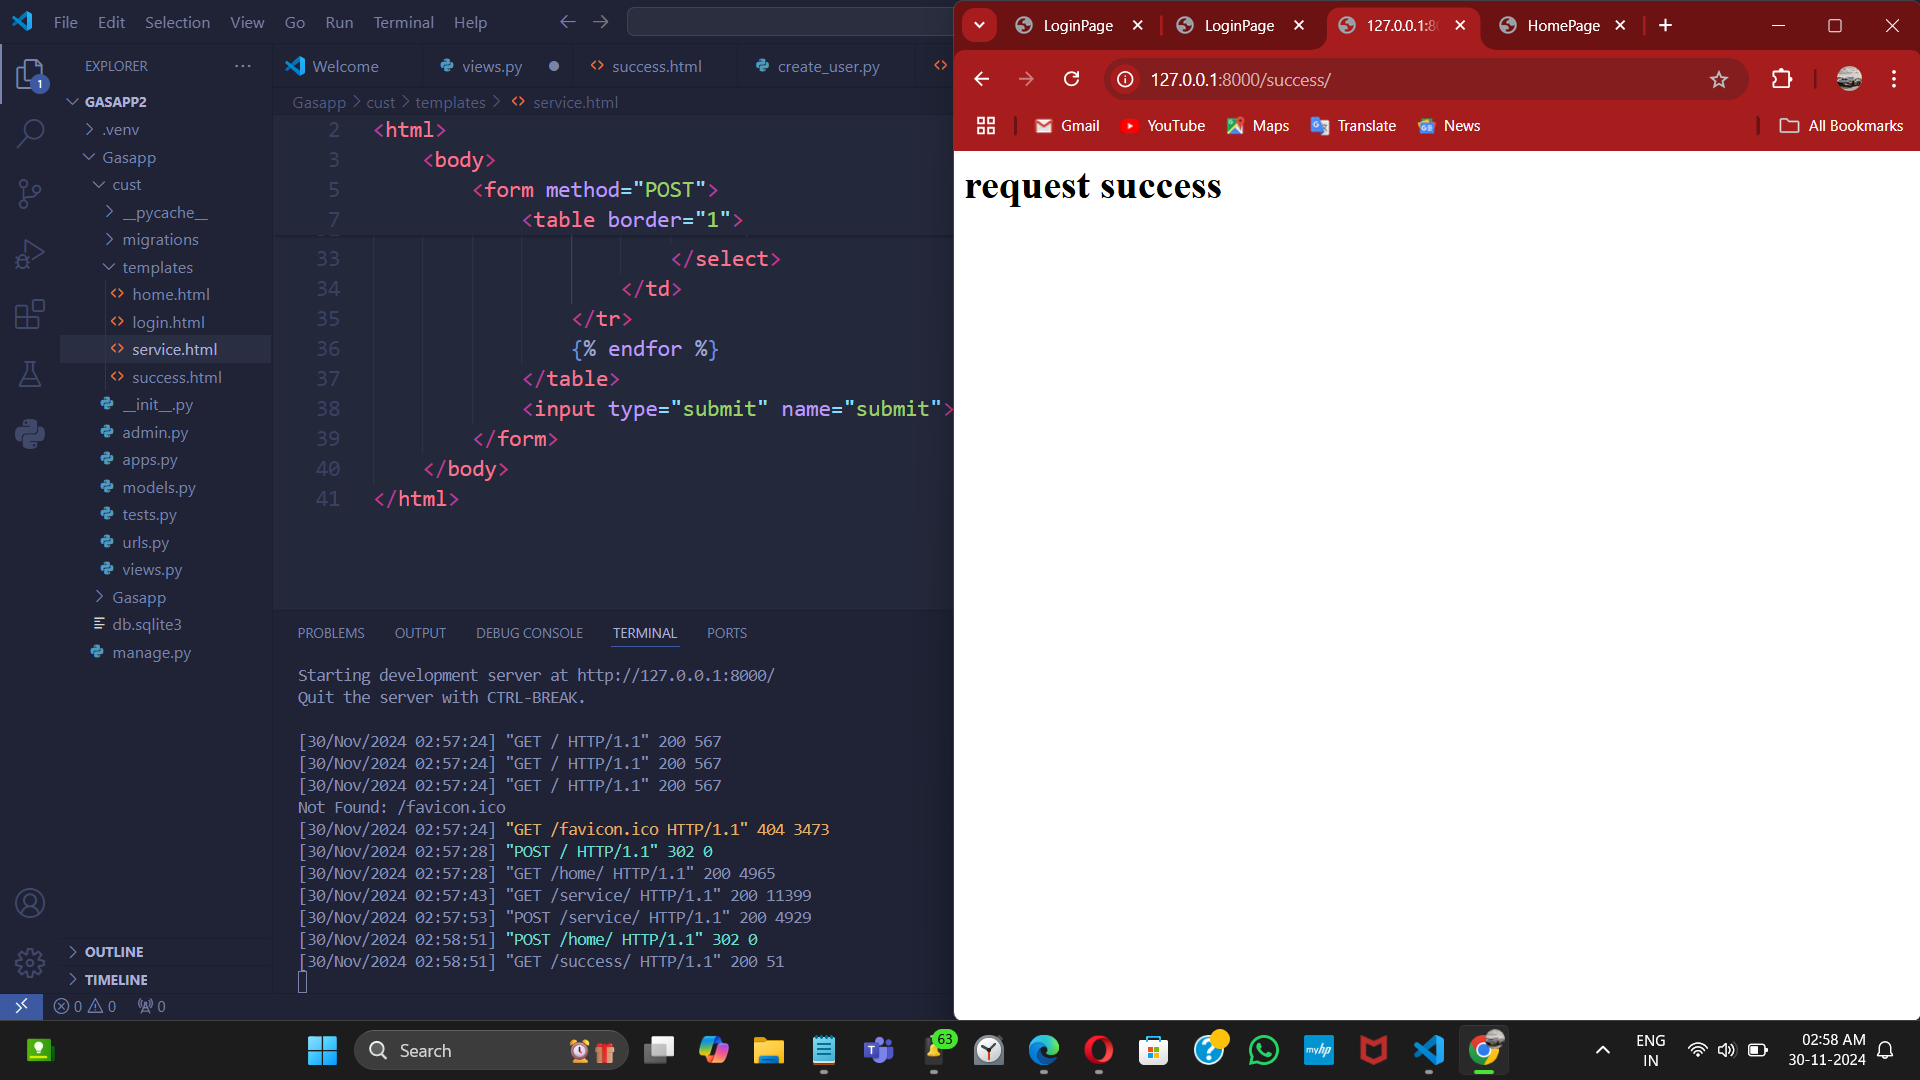 File Edit Selection View Go Run Terminal Help
EXPLORER
1
GASAPP2
.venv
Gasapp
cust
__pycache__
migrations
templates
home.html
login.html
service.html
success.html
__init__.py
admin.py
apps.py
models.py
tests.py
urls.py
views.py
Gasapp
db.sqlite3
manage.py
OUTLINE
TIMELINE
0 0 0
Welcome views.py success.html create_user.py
Gasapp > cust > templates > service.html
2 <html>
3 <body>
5 <form method="POST">
7 <table border="1">
33 </select>
34 </td>
35 </tr>
36 {% endfor %}
37 </table>
38 <input type="submit" name="submit">
39 </form>
40 </body>
41 </html>
PROBLEMS OUTPUT DEBUG CONSOLE TERMINAL PORTS
Starting development server at http://127.0.0.1:8000/
Quit the server with CTRL-BREAK.
[30/Nov/2024 02:57:24] "GET / HTTP/1.1" 200 567
[30/Nov/2024 02:57:24] "GET / HTTP/1.1" 200 567
[30/Nov/2024 02:57:24] "GET / HTTP/1.1" 200 567
Not Found: /favicon.ico
[30/Nov/2024 02:57:24] "GET /favicon.ico HTTP/1.1" 404 3473
[30/Nov/2024 02:57:28] "POST / HTTP/1.1" 302 0
[30/Nov/2024 02:57:28] "GET /home/ HTTP/1.1" 200 4965
[30/Nov/2024 02:57:43] "GET /service/ HTTP/1.1" 200 11399
[30/Nov/2024 02:57:53] "POST /service/ HTTP/1.1" 200 4929
[30/Nov/2024 02:58:51] "POST /home/ HTTP/1.1" 302 0
[30/Nov/2024 02:58:51] "GET /success/ HTTP/1.1" 200 51
LoginPage LoginPage 127.0.0.1:8 HomePage
127.0.0.1:8000/success/
Gmail YouTube Maps Translate News All Bookmarks
request success
Search
63
myhp
ENG
IN
02:58 AM
30-11-2024